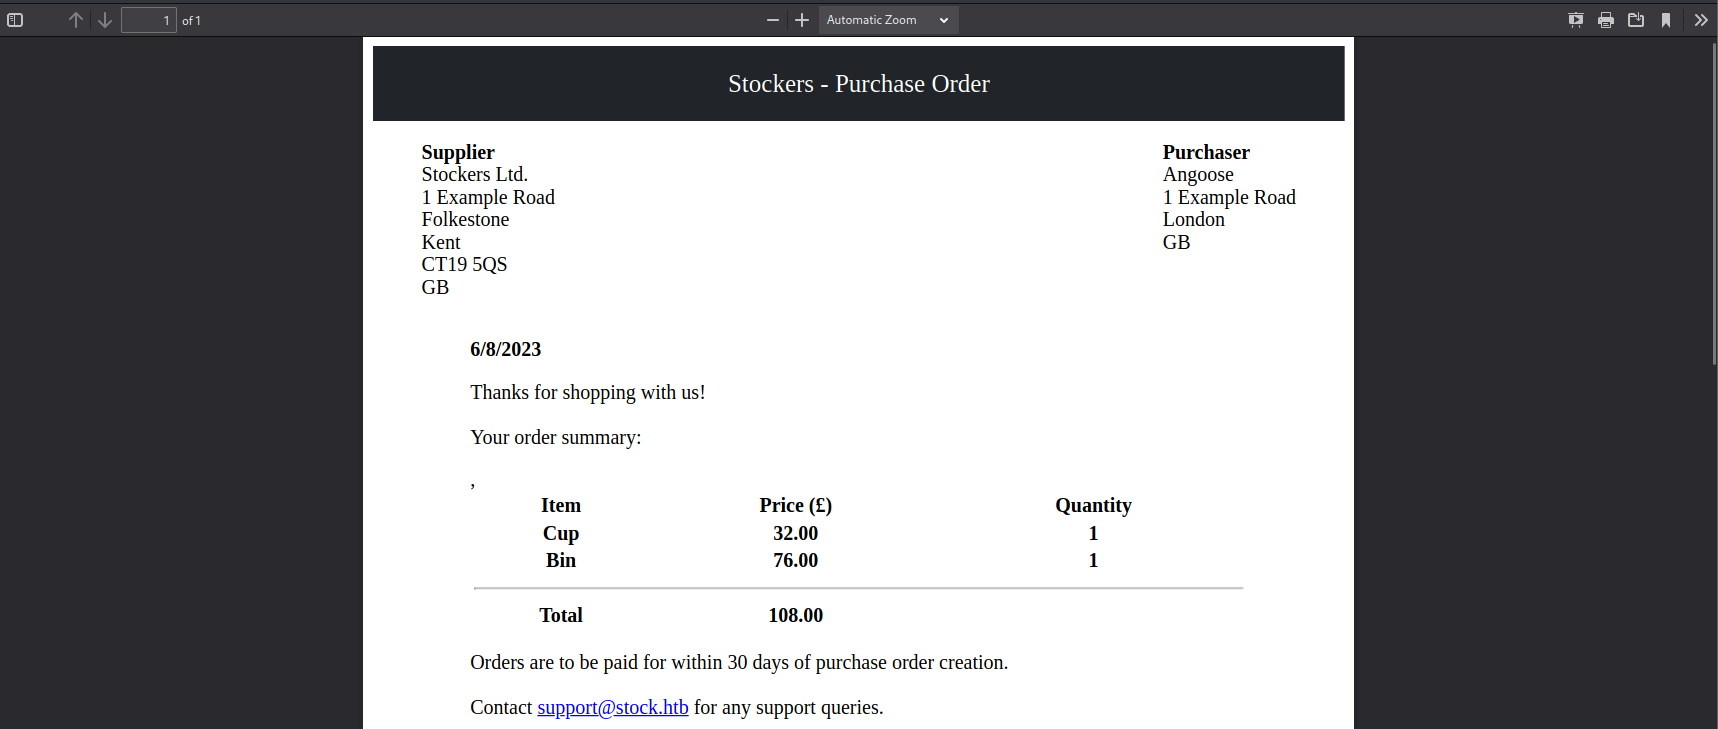 1 of 1 Automatic Zoom
Stockers - Purchase Order
Supplier
Stockers Ltd.
1 Example Road
Folkestone
Kent
CT19 5QS
GB
Purchaser
Angoose
1 Example Road
London
GB
6/8/2023
Thanks for shopping with us!
Your order summary:
,
Item Price (£) Quantity
Cup 32.00 1
Bin 76.00 1
Total 108.00
Orders are to be paid for within 30 days of purchase order creation.
Contact support@stock.htb for any support queries.